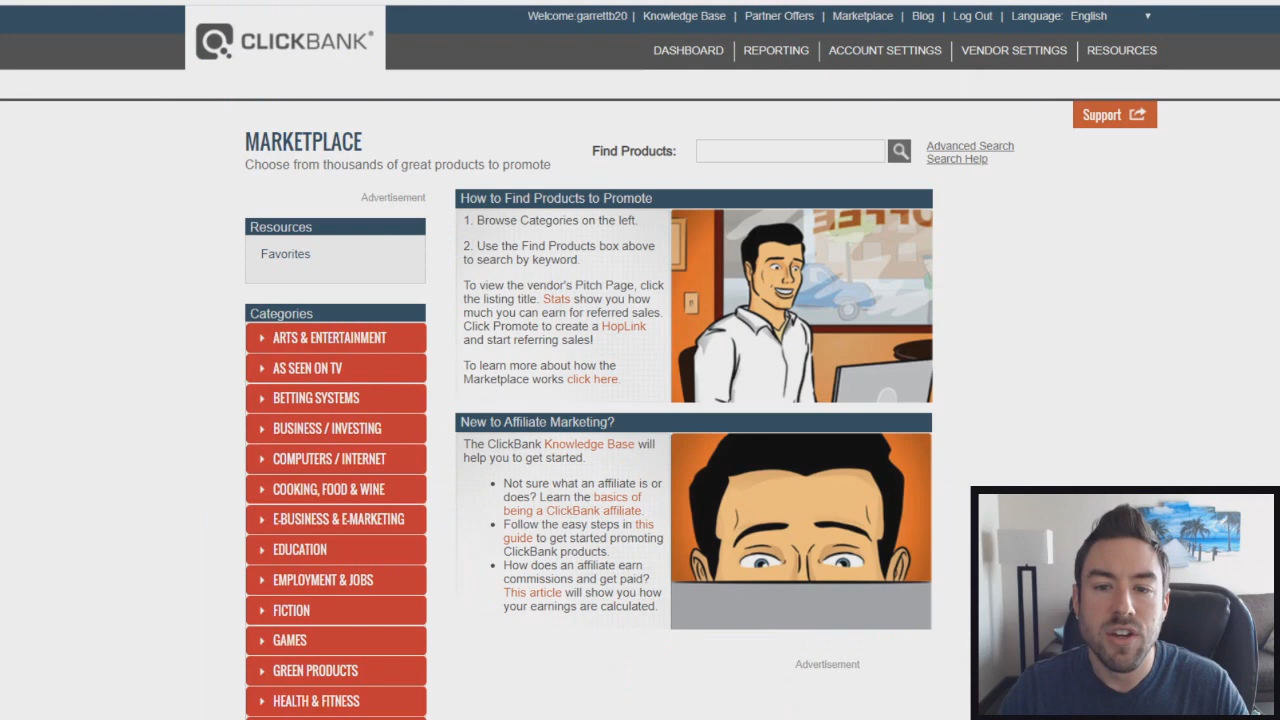 Welcome:garrettb20 | Knowledge Base | Partner Offers | Marketplace | Blog | Log Out | Language: English ▼
CLICKBANK®
DASHBOARD | REPORTING | ACCOUNT SETTINGS | VENDOR SETTINGS | RESOURCES
Support
MARKETPLACE
Choose from thousands of great products to promote
Find Products:
Advanced Search
Search Help
Advertisement
Resources
Favorites
Categories
ARTS & ENTERTAINMENT
AS SEEN ON TV
BETTING SYSTEMS
BUSINESS / INVESTING
COMPUTERS / INTERNET
COOKING, FOOD & WINE
E-BUSINESS & E-MARKETING
EDUCATION
EMPLOYMENT & JOBS
FICTION
GAMES
GREEN PRODUCTS
HEALTH & FITNESS
How to Find Products to Promote
1. Browse Categories on the left.
2. Use the Find Products box above
to search by keyword.
To view the vendor's Pitch Page, click
the listing title. Stats show you how
much you can earn for referred sales.
Click Promote to create a HopLink
and start referring sales!
To learn more about how the
Marketplace works click here.
COFFEE
New to Affiliate Marketing?
The ClickBank Knowledge Base will
help you to get started.
• Not sure what an affiliate is or
does? Learn the basics of
being a ClickBank affiliate.
• Follow the easy steps in this
guide to get started promoting
ClickBank products.
• How does an affiliate earn
commissions and get paid?
This article will show you how
your earnings are calculated.
Advertisement